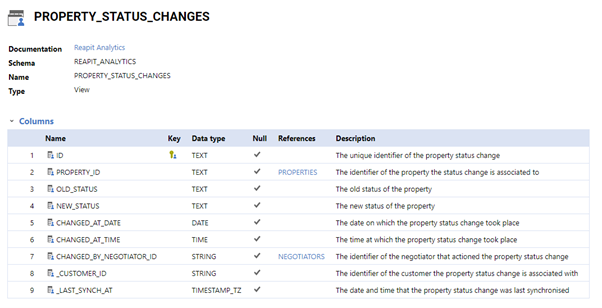 PROPERTY_STATUS_CHANGES
Documentation Reapit Analytics
Schema REAPIT_ANALYTICS
Name PROPERTY_STATUS_CHANGES
Type View
Columns
Name Key Data type Null References Description
1 ID TEXT ✔ The unique identifier of the property status change
2 PROPERTY_ID TEXT ✔ PROPERTIES The identifier of the property the status change is associated to
3 OLD_STATUS TEXT ✔ The old status of the property
4 NEW_STATUS TEXT ✔ The new status of the property
5 CHANGED_AT_DATE DATE ✔ The date on which the property status change took place
6 CHANGED_AT_TIME TIME ✔ The time at which the property status change took place
7 CHANGED_BY_NEGOTIATOR_ID STRING ✔ NEGOTIATORS The identifier of the negotiator that actioned the property status change
8 _CUSTOMER_ID STRING ✔ The identifier of the customer the property status change is associated with
9 _LAST_SYNCH_AT TIMESTAMP_TZ ✔ The date and time that the property status change was last synchronised